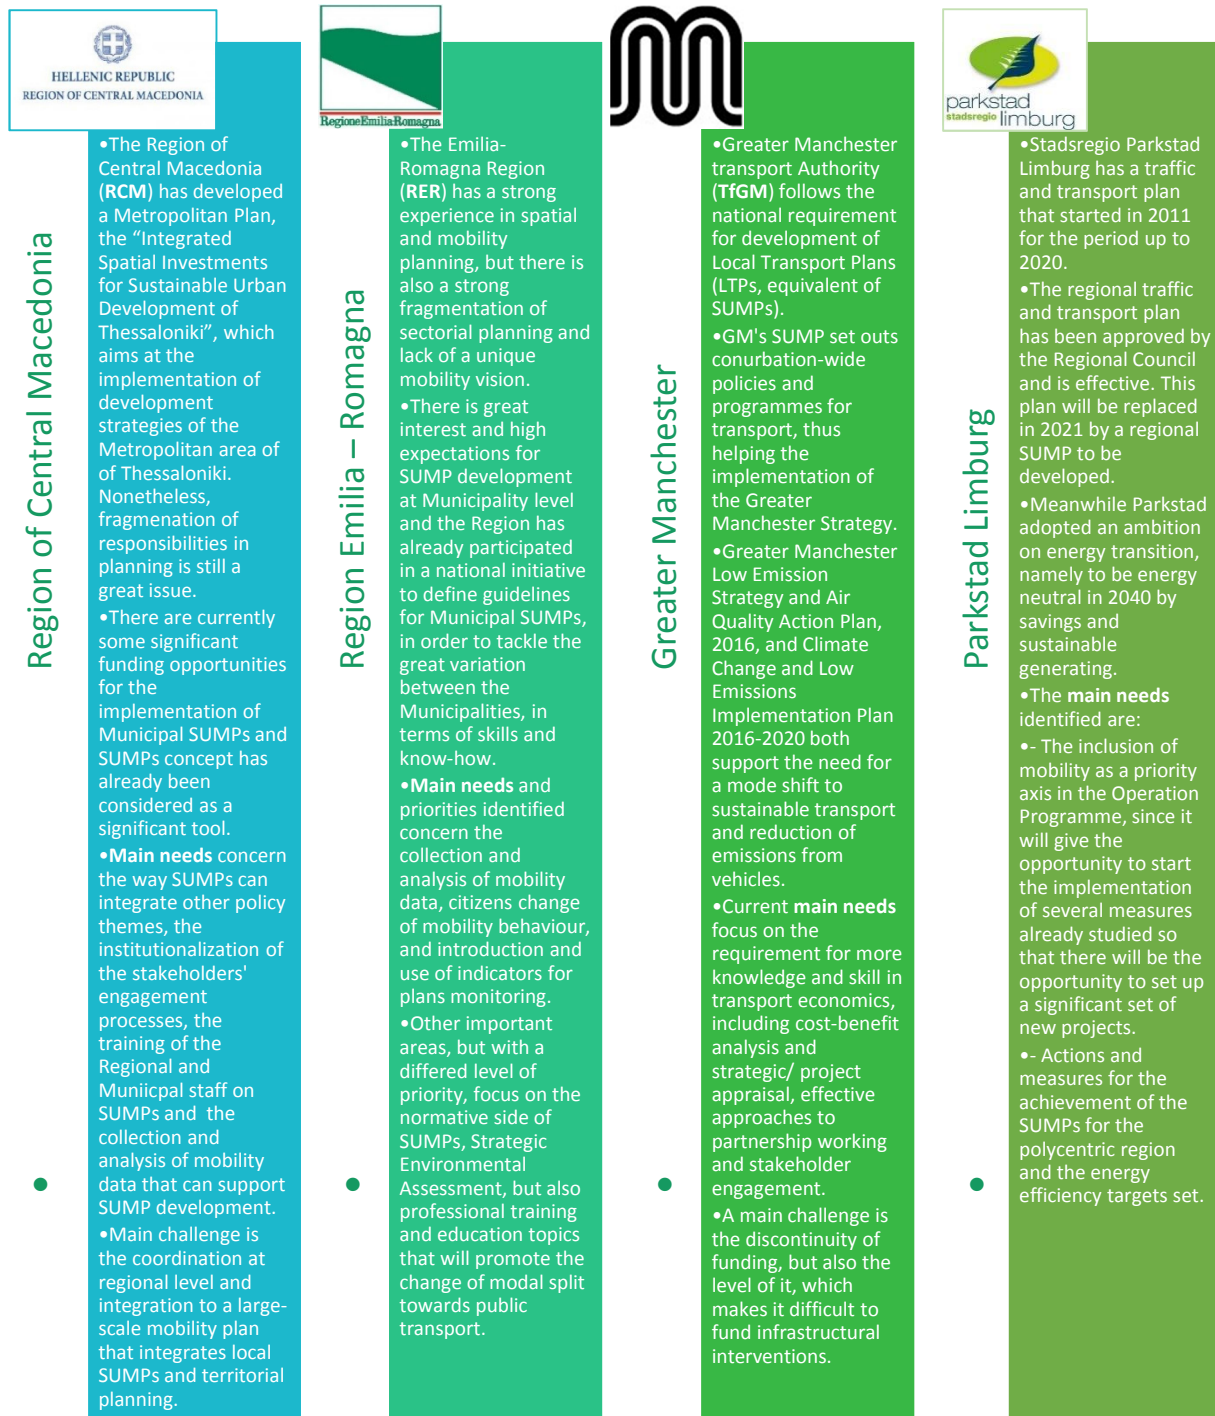 HELLENIC REPUBLIC
REGION OF CENTRAL MACEDONIA
Region of Central Macedonia
•The Region of
Central Macedonia
(RCM) has developed
a Metropolitan Plan,
the “Integrated
Spatial Investments
for Sustainable Urban
Development of
Thessaloniki”, which
aims at the
implementation of
development
strategies of the
Metropolitan area of
of Thessaloniki.
Nonetheless,
fragmenation of
responsibilities in
planning is still a
great issue.
•There are currently
some significant
funding opportunities
for the
implementation of
Municipal SUMPs and
SUMPs concept has
already been
considered as a
significant tool.
•Main needs concern
the way SUMPs can
integrate other policy
themes, the
institutionalization of
the stakeholders'
engagement
processes, the
training of the
Regional and
Muniicpal staff on
SUMPs and  the
collection and
analysis of mobility
data that can support
SUMP development.
•Main challenge is
the coordination at
regional level and
integration to a large-
scale mobility plan
that integrates local
SUMPs and territorial
planning.
RegioneEmilia-Romagna
Region Emilia – Romagna
•The Emilia-
Romagna Region
(RER) has a strong
experience in spatial
and mobility
planning, but there is
also a strong
fragmentation of
sectorial planning and
lack of a unique
mobility vision.
•There is great
interest and high
expectations for
SUMP development
at Municipality level
and the Region has
already participated
in a national initiative
to define guidelines
for Municipal SUMPs,
in order to tackle the
great variation
between the
Municipalities, in
terms of skills and
know-how.
•Main needs and
priorities identified
concern the
collection and
analysis of mobility
data, citizens change
of mobility behaviour,
and introduction and
use of indicators for
plans monitoring.
•Other important
areas, but with a
differed level of
priority, focus on the
normative side of
SUMPs, Strategic
Environmental
Assessment, but also
professional training
and education topics
that will promote the
change of modal split
towards public
transport.
Greater Manchester
•Greater Manchester
transport Authority
(TfGM) follows the
national requirement
for development of
Local Transport Plans
(LTPs, equivalent of
SUMPs).
•GM's SUMP set outs
conurbation-wide
policies and
programmes for
transport, thus
helping the
implementation of
the Greater
Manchester Strategy.
•Greater Manchester
Low Emission
Strategy and Air
Quality Action Plan,
2016, and Climate
Change and Low
Emissions
Implementation Plan
2016-2020 both
support the need for
a mode shift to
sustainable transport
and reduction of
emissions from
vehicles.
•Current main needs
focus on the
requirement for more
knowledge and skill in
transport economics,
including cost-benefit
analysis and
strategic/ project
appraisal, effective
approaches to
partnership working
and stakeholder
engagement.
•A main challenge is
the discontinuity of
funding, but also the
level of it, which
makes it difficult to
fund infrastructural
interventions.
parkstad
stadsregio limburg
Parkstad Limburg
•Stadsregio Parkstad
Limburg has a traffic
and transport plan
that started in 2011
for the period up to
2020.
•The regional traffic
and transport plan
has been approved by
the Regional Council
and is effective. This
plan will be replaced
in 2021 by a regional
SUMP to be
developed.
•Meanwhile Parkstad
adopted an ambition
on energy transition,
namely to be energy
neutral in 2040 by
savings and
sustainable
generating.
•The main needs
identified are:
•- The inclusion of
mobility as a priority
axis in the Operation
Programme, since it
will give the
opportunity to start
the implementation
of several measures
already studied so
that there will be the
opportunity to set up
a significant set of
new projects.
•- Actions and
measures for the
achievement of the
SUMPs for the
polycentric region
and the energy
efficiency targets set.